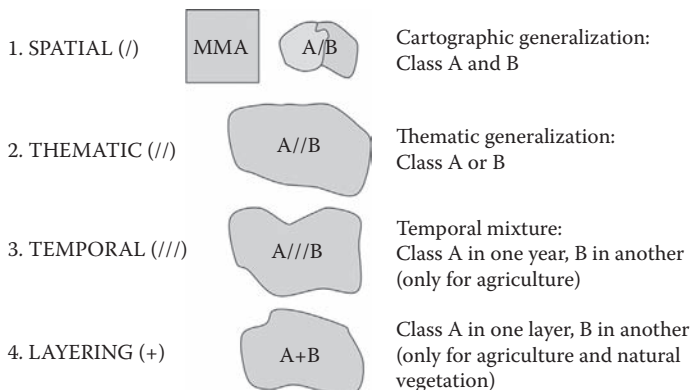 1. SPATIAL (/)
MMA
A/B
Cartographic generalization:
Class A and B
2. THEMATIC (//)
A//B
Thematic generalization:
Class A or B
3. TEMPORAL (///)
A///B
Temporal mixture:
Class A in one year, B in another
(only for agriculture)
4. LAYERING (+)
A+B
Class A in one layer, B in another
(only for agriculture and natural
vegetation)